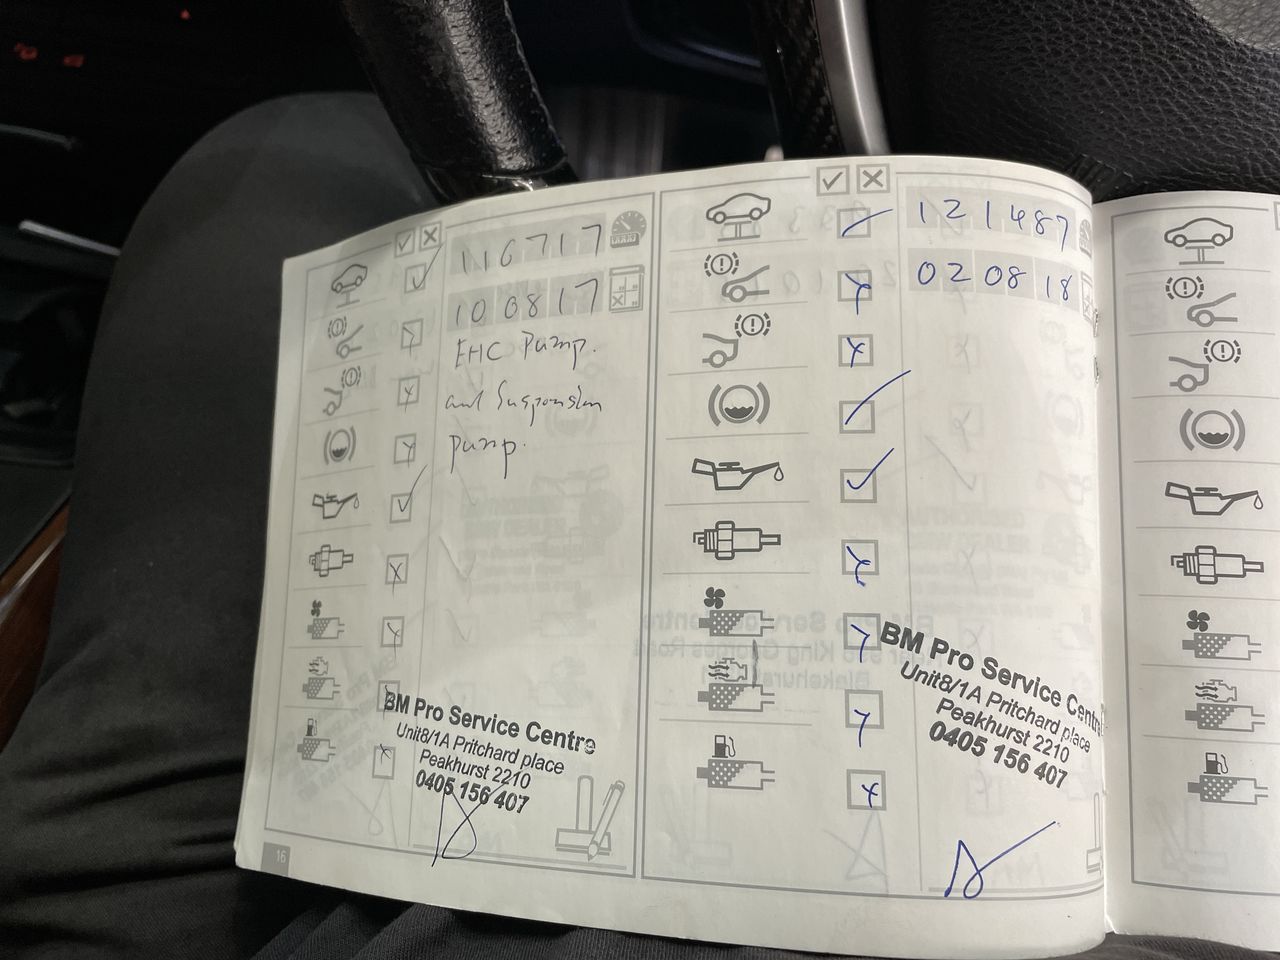 116717
100817
EHC Pump.
and Suspension
pump.
BM Pro Service Centre
Unit8/1A Pritchard place
Peakhurst 2210
0405 156 407
16
121487
020818
BM Pro Service Centre
Unit8/1A Pritchard place
Peakhurst 2210
0405 156 407